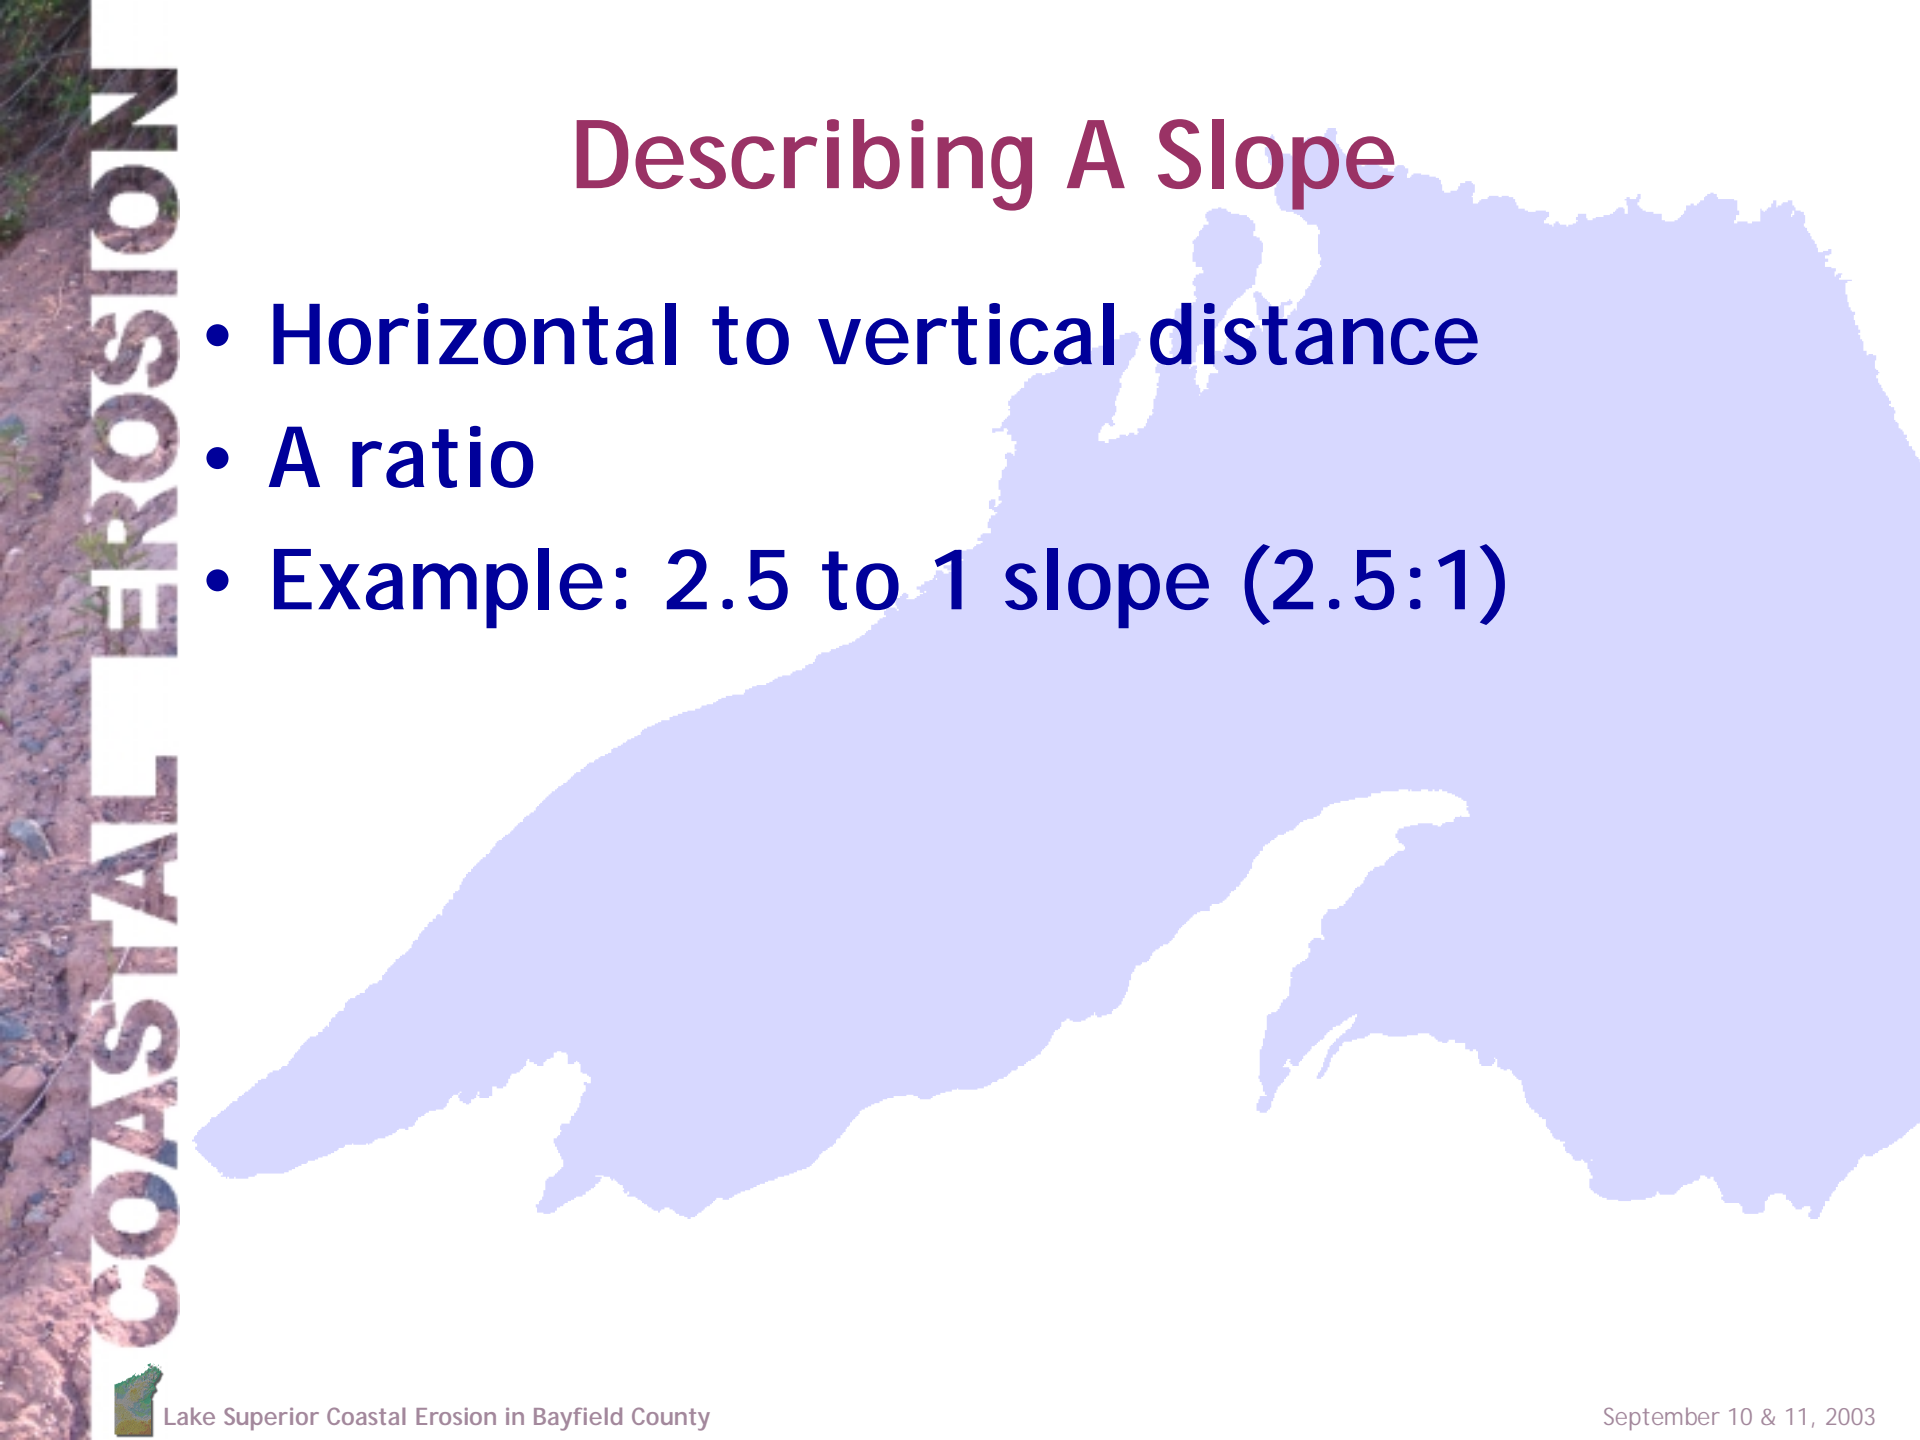 COASTAL EROSION
Describing A Slope
• Horizontal to vertical distance
• A ratio
• Example: 2.5 to 1 slope (2.5:1)
Lake Superior Coastal Erosion in Bayfield County
September 10 & 11, 2003